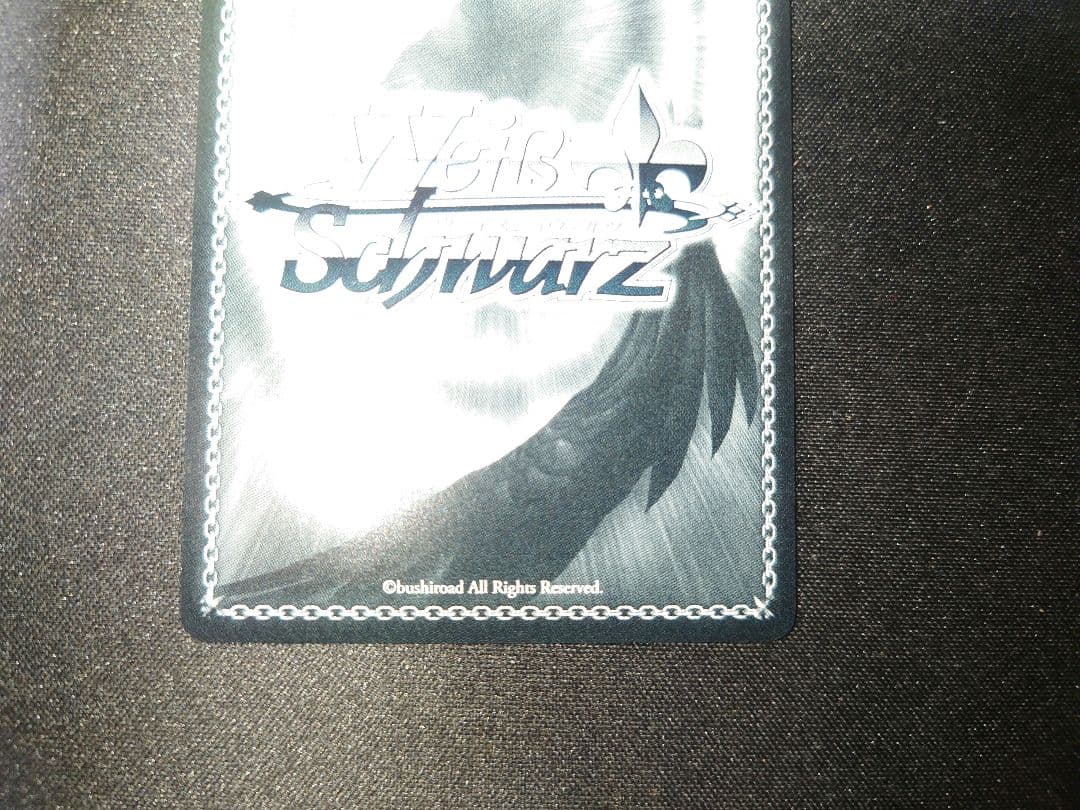 Weiß
Schwarz
©bushiroad All Rights Reserved.